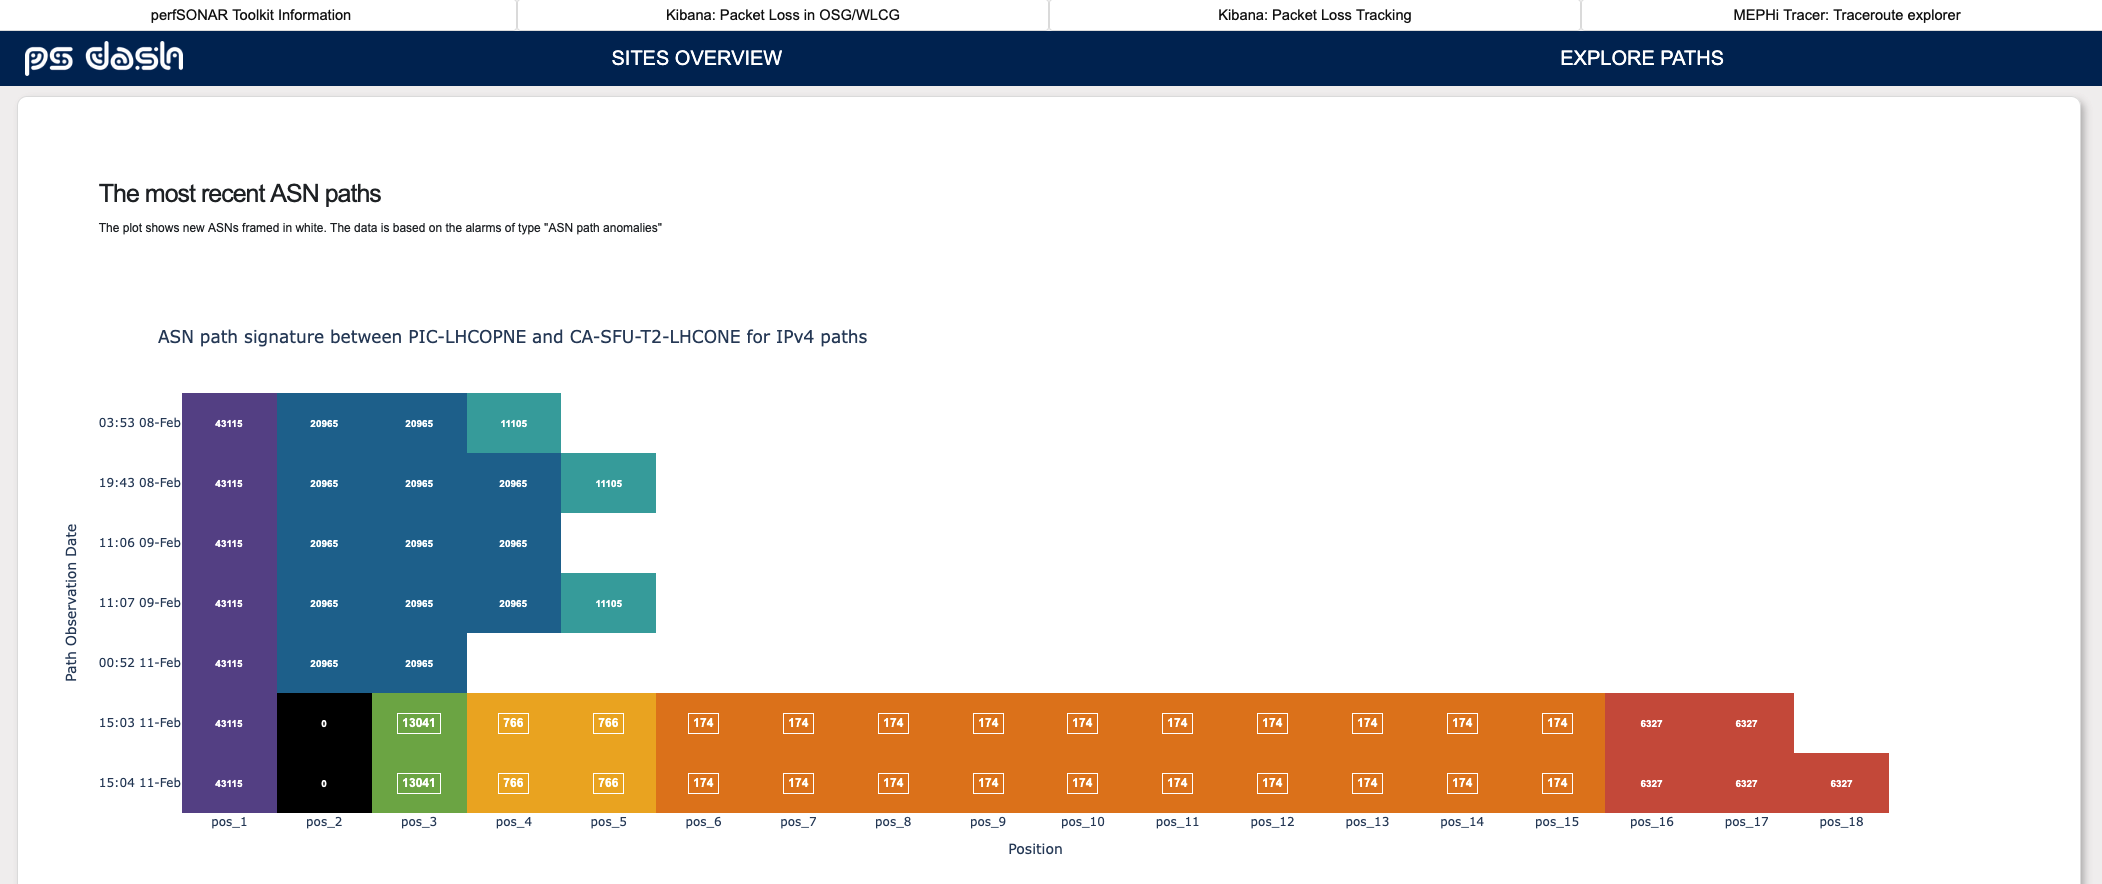 perfSONAR Toolkit Information Kibana: Packet Loss in OSG/WLCG Kibana: Packet Loss Tracking MEPHi Tracer: Traceroute explorer
ps dash SITES OVERVIEW EXPLORE PATHS
The most recent ASN paths
The plot shows new ASNs framed in white. The data is based on the alarms of type "ASN path anomalies"
ASN path signature between PIC-LHCOPNE and CA-SFU-T2-LHCONE for IPv4 paths
Path Observation Date
03:53 08-Feb 43115 20965 20965 11105
19:43 08-Feb 43115 20965 20965 20965 11105
11:06 09-Feb 43115 20965 20965 20965
11:07 09-Feb 43115 20965 20965 20965 11105
00:52 11-Feb 43115 20965 20965
15:03 11-Feb 43115 0 13041 766 766 174 174 174 174 174 174 174 174 174 174 6327 6327
15:04 11-Feb 43115 0 13041 766 766 174 174 174 174 174 174 174 174 174 174 6327 6327 6327
pos_1 pos_2 pos_3 pos_4 pos_5 pos_6 pos_7 pos_8 pos_9 pos_10 pos_11 pos_12 pos_13 pos_14 pos_15 pos_16 pos_17 pos_18
Position